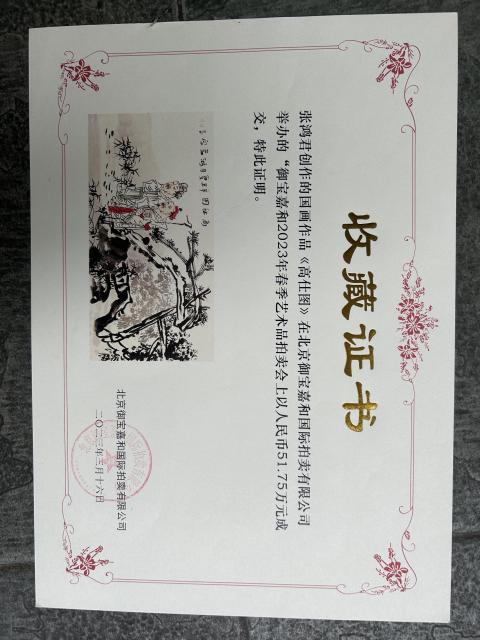 收藏证书
张鸿君创作的国画作品《高仕图》在北京御宝嘉和国际拍卖有限公司
举办的“御宝嘉和2023年春季艺术品拍卖会上以人民币51.75万元成
交，特此证明。
北京御宝嘉和国际拍卖有限公司
二〇二三年三月十六日